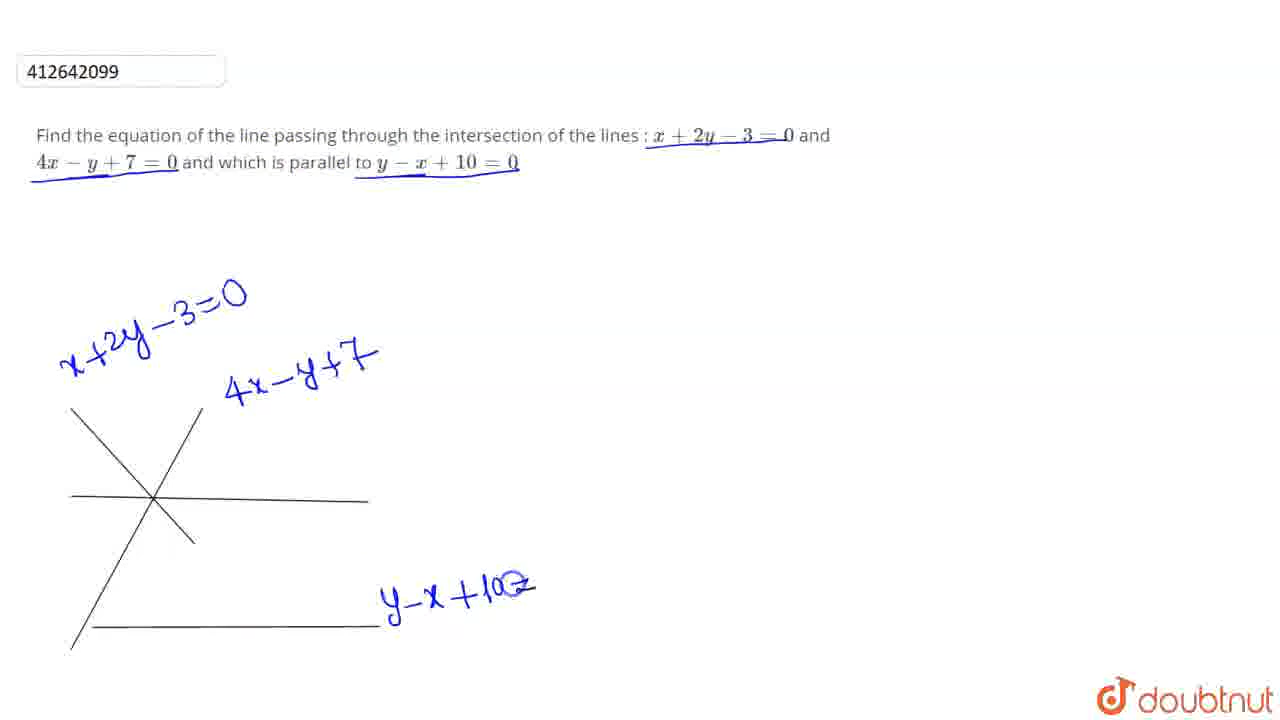 412642099
Find the equation of the line passing through the intersection of the lines : x + 2y − 3 = 0 and
4x − y + 7 = 0 and which is parallel to y − x + 10 = 0
x+2y−3=0
4x−y+7
y−x+10=
doubtnut